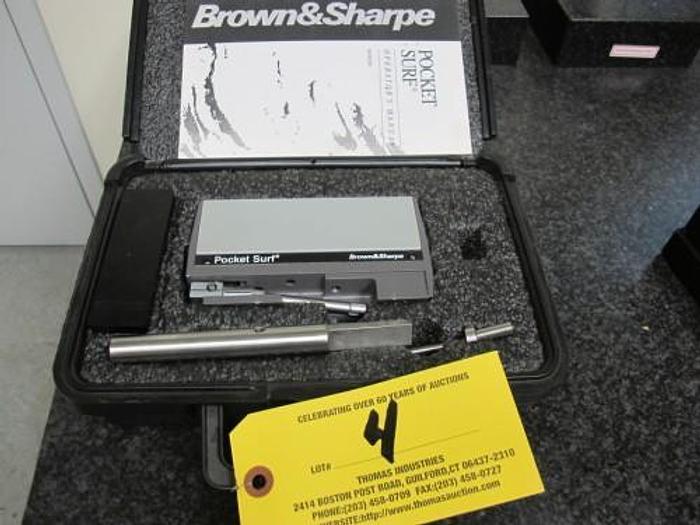 Brown&Sharpe
POCKET
SURF®
OPERATOR'S MANUAL
Pocket Surf®
Brown&Sharpe
CELEBRATING OVER 60 YEARS OF AUCTIONS
LOT# 4
THOMAS INDUSTRIES
2414 BOSTON POST ROAD, GUILFORD,CT 06437-2310
PHONE:(203) 458-0709 FAX:(203) 458-0727
WEBSITE:http://www.thomasauction.com